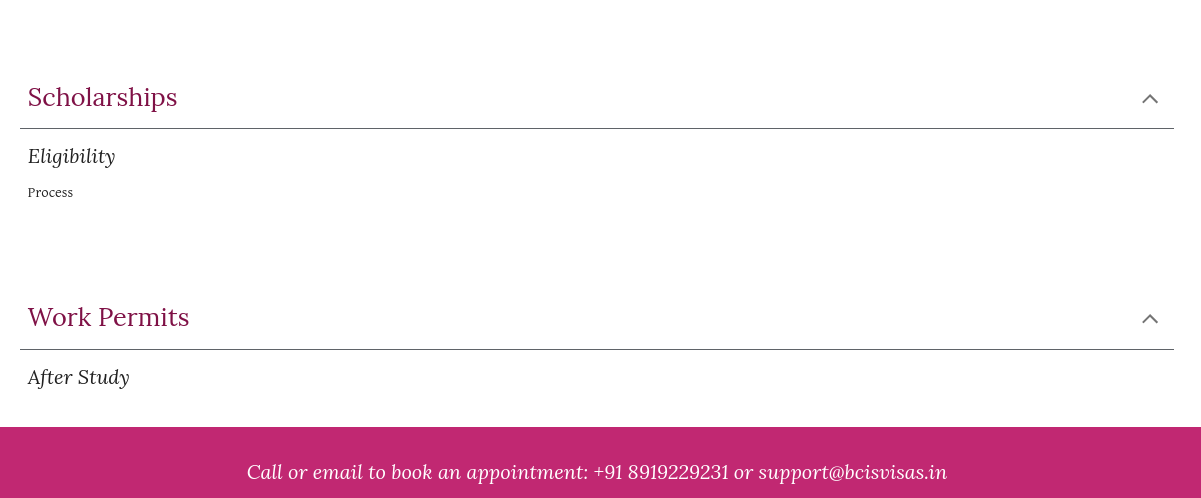 Scholarships
Eligibility
Process
Work Permits
After Study
Call or email to book an appointment: +91 8919229231 or support@bcisvisas.in